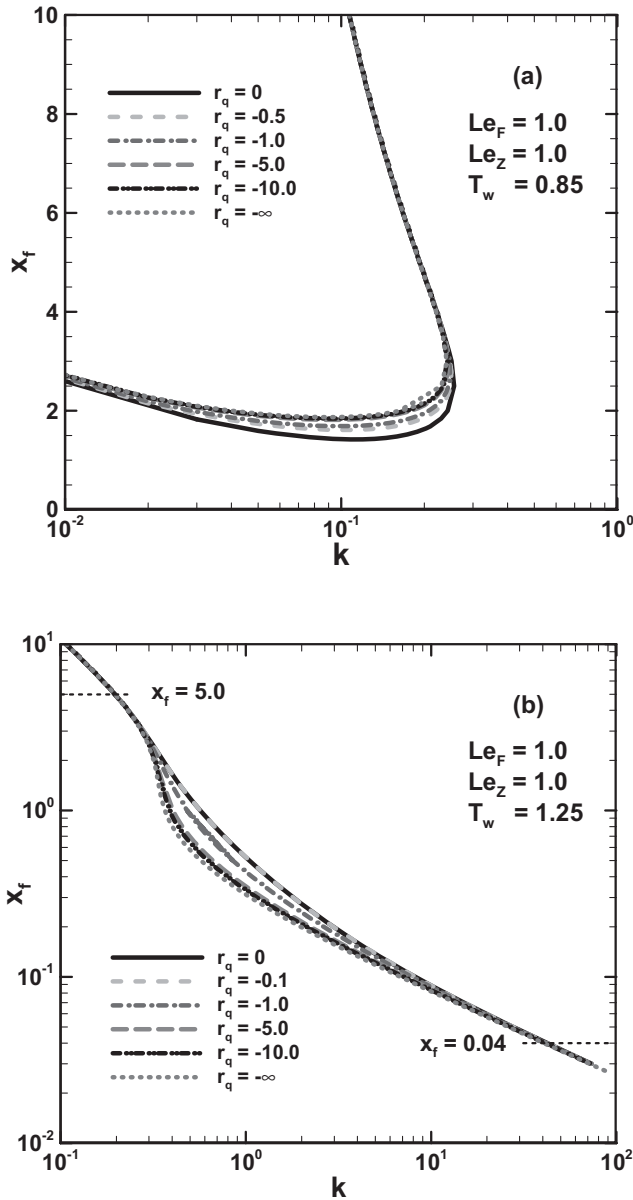 10
8
6
4
2
0
x_f
r_q = 0
r_q = -0.5
r_q = -1.0
r_q = -5.0
r_q = -10.0
r_q = -∞
(a)
Le_F = 1.0
Le_Z = 1.0
T_w = 0.85
10^-2 10^-1 10^0
k
10^1
10^0
10^-1
10^-2
x_f
x_f = 5.0
(b)
Le_F = 1.0
Le_Z = 1.0
T_w = 1.25
r_q = 0
r_q = -0.1
r_q = -1.0
r_q = -5.0
r_q = -10.0
r_q = -∞
x_f = 0.04
10^-1 10^0 10^1 10^2
k